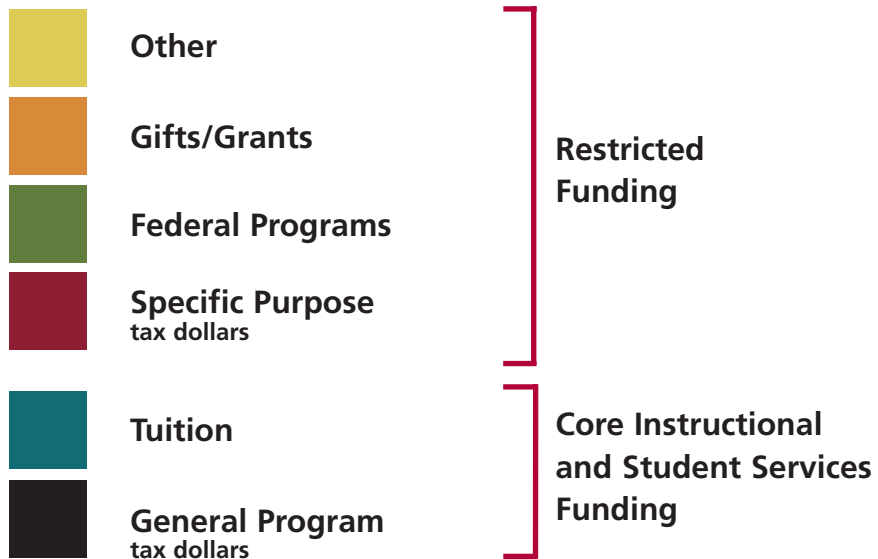 Other
Gifts/Grants
Federal Programs
Specific Purpose
tax dollars
Restricted
Funding
Tuition
General Program
tax dollars
Core Instructional
and Student Services
Funding